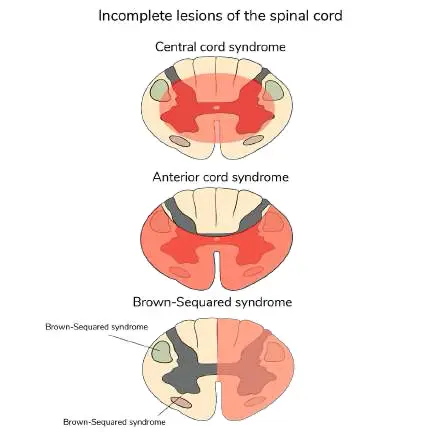 Incomplete lesions of the spinal cord
Central cord syndrome
Anterior cord syndrome
Brown-Sequared syndrome
Brown-Sequared syndrome
Brown-Sequared syndrome